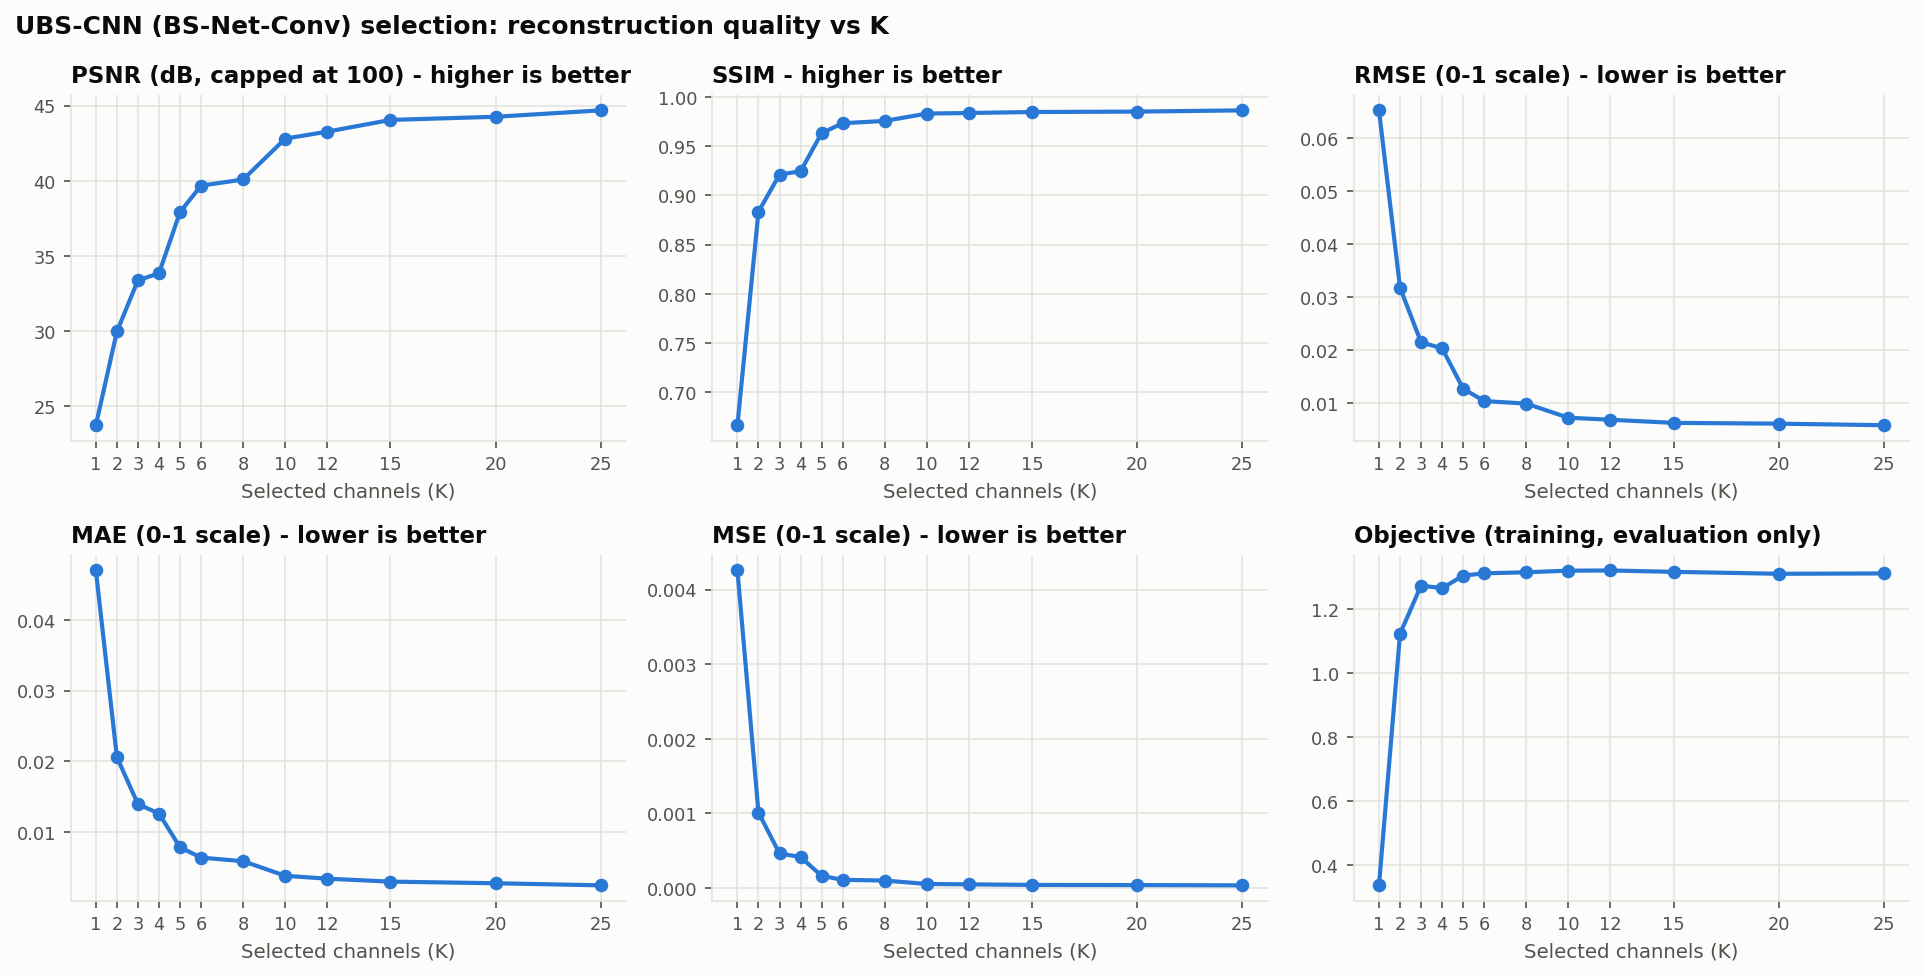 UBS-CNN (BS-Net-Conv) selection: reconstruction quality vs K
PSNR (dB, capped at 100) - higher is better
45
40
35
30
25
1 2 3 4 5 6 8 10 12 15 20 25
Selected channels (K)
SSIM - higher is better
1.00
0.95
0.90
0.85
0.80
0.75
0.70
1 2 3 4 5 6 8 10 12 15 20 25
Selected channels (K)
RMSE (0-1 scale) - lower is better
0.06
0.05
0.04
0.03
0.02
0.01
1 2 3 4 5 6 8 10 12 15 20 25
Selected channels (K)
MAE (0-1 scale) - lower is better
0.04
0.03
0.02
0.01
1 2 3 4 5 6 8 10 12 15 20 25
Selected channels (K)
MSE (0-1 scale) - lower is better
0.004
0.003
0.002
0.001
0.000
1 2 3 4 5 6 8 10 12 15 20 25
Selected channels (K)
Objective (training, evaluation only)
1.2
1.0
0.8
0.6
0.4
1 2 3 4 5 6 8 10 12 15 20 25
Selected channels (K)